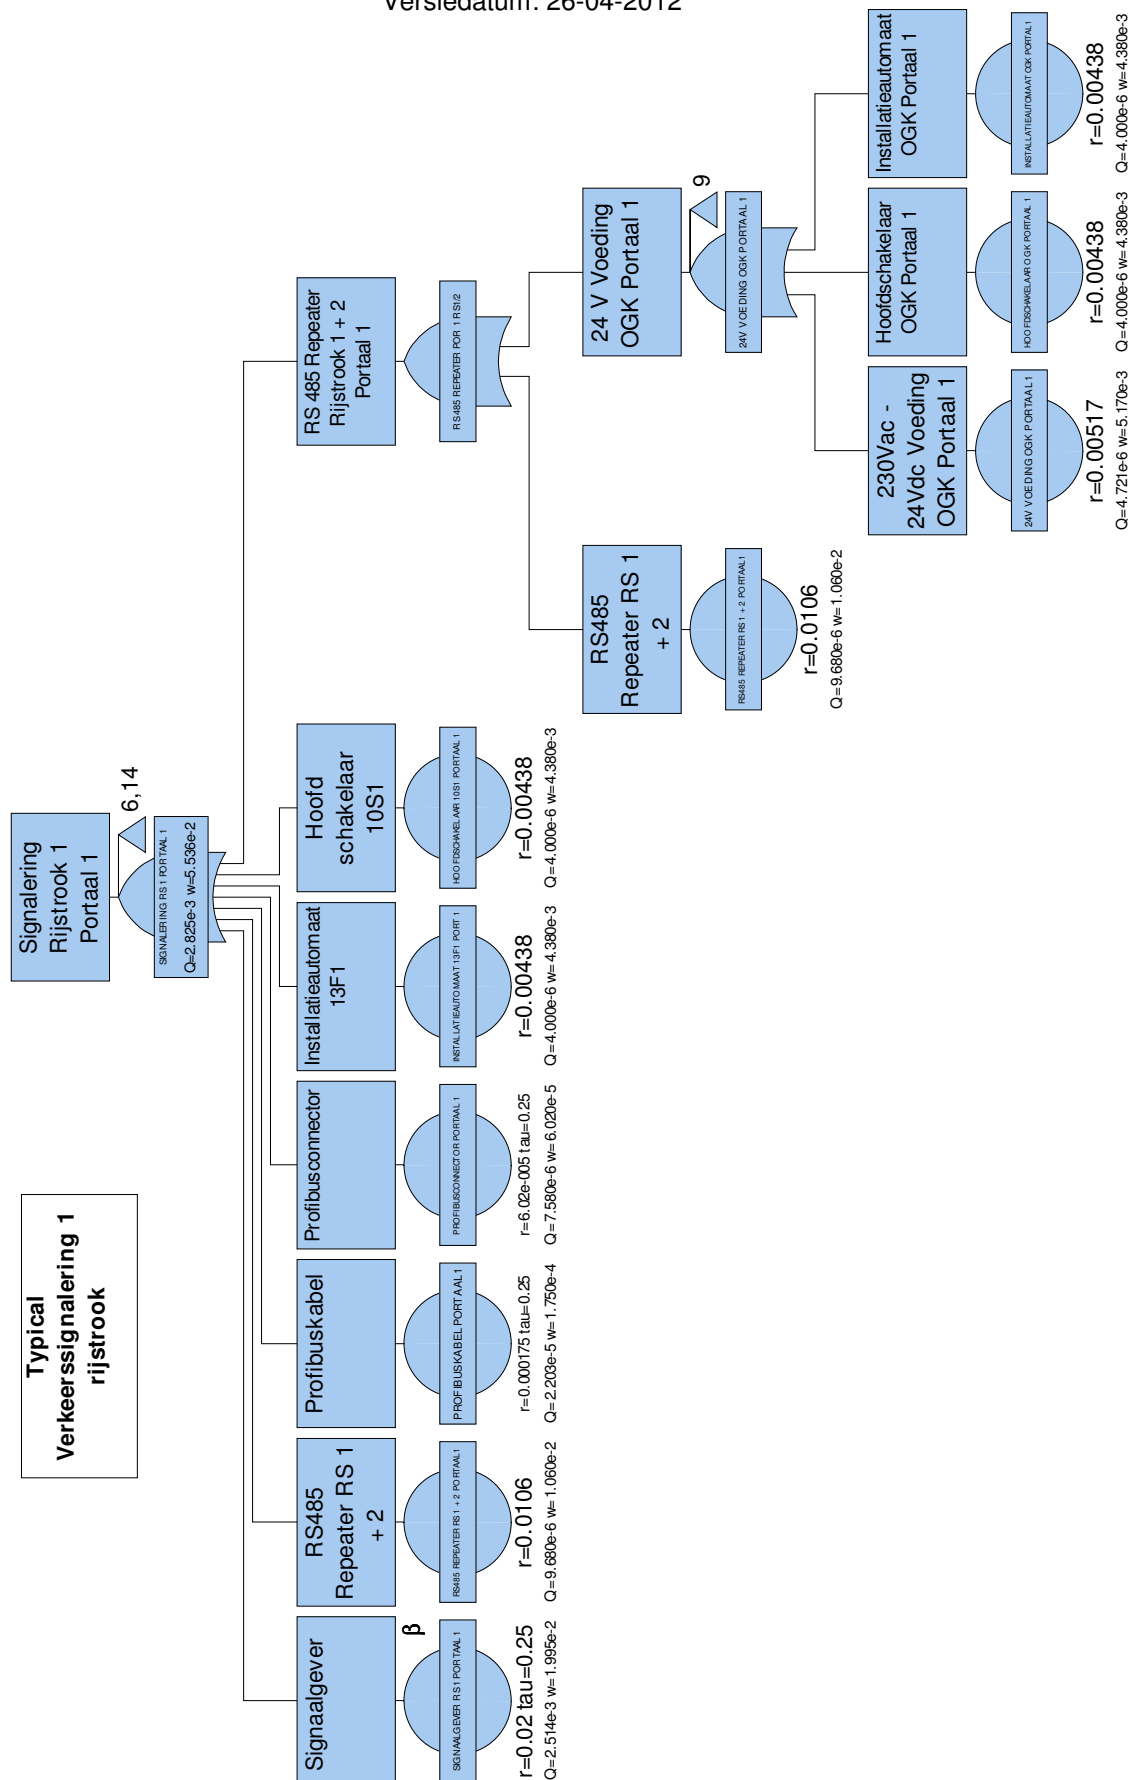 Versiedatum: 26-04-2012
Typical
Verkeerssignalering 1
rijstrook
Signalering
Rijstrook 1
Portaal 1
6,14
SIGNALERING RS 1 PORTAAL 1
Q=2.825e-3 w=5.536e-2
Signaalgever
β
SIGNAALGEVER RS1 PORTAAL 1
r=0.02 tau=0.25
Q=2.514e-3 w=1.995e-2
RS485
Repeater RS 1
+ 2
RS485 REPEATER RS 1 + 2 PORTAAL1
r=0.0106
Q=9.680e-6 w=1.060e-2
Profibuskabel
PROFIBUSKABEL PORTAAL1
r=0.000175 tau=0.25
Q=2.203e-5 w=1.750e-4
Profibusconnector
PROFIBUSCONNECTOR PORTAAL 1
r=6.02e-005 tau=0.25
Q=7.580e-6 w=6.020e-5
Installatieautomaat
13F1
INSTALLATIEAUTOMAAT 13F1 PORT 1
r=0.00438
Q=4.000e-6 w=4.380e-3
Hoofd
schakelaar
10S1
HOOFDSCHAKELAAR 10S1 PORTAAL 1
r=0.00438
Q=4.000e-6 w=4.380e-3
RS 485 Repeater
Rijstrook 1 + 2
Portaal 1
RS485 REPEATER POR 1 RS1/2
RS485
Repeater RS 1
+ 2
RS485 REPEATER RS 1 + 2 PORTAAL1
r=0.0106
Q=9.680e-6 w=1.060e-2
24 V Voeding
OGK Portaal 1
9
24V VOEDING OGK PORTAAL 1
230Vac -
24Vdc Voeding
OGK Portaal 1
24V VOEDING OGK PORTAAL 1
r=0.00517
Q=4.721e-6 w=5.170e-3
Hoofdschakelaar
OGK Portaal 1
HOOFDSCHAKELAAR OGK PORTAAL 1
r=0.00438
Q=4.000e-6 w=4.380e-3
Installatieautomaat
OGK Portaal 1
INSTALLATIEAUTOMAAT OGK PORTAL1
r=0.00438
Q=4.000e-6 w=4.380e-3